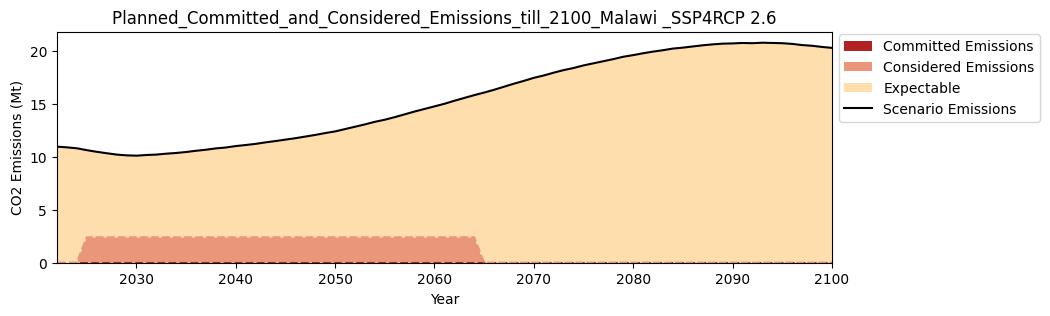 Planned_Committed_and_Considered_Emissions_till_2100_Malawi _SSP4RCP 2.6
Committed Emissions
Considered Emissions
Expectable
Scenario Emissions
CO2 Emissions (Mt)
20
15
10
5
0
2030 2040 2050 2060 2070 2080 2090 2100
Year